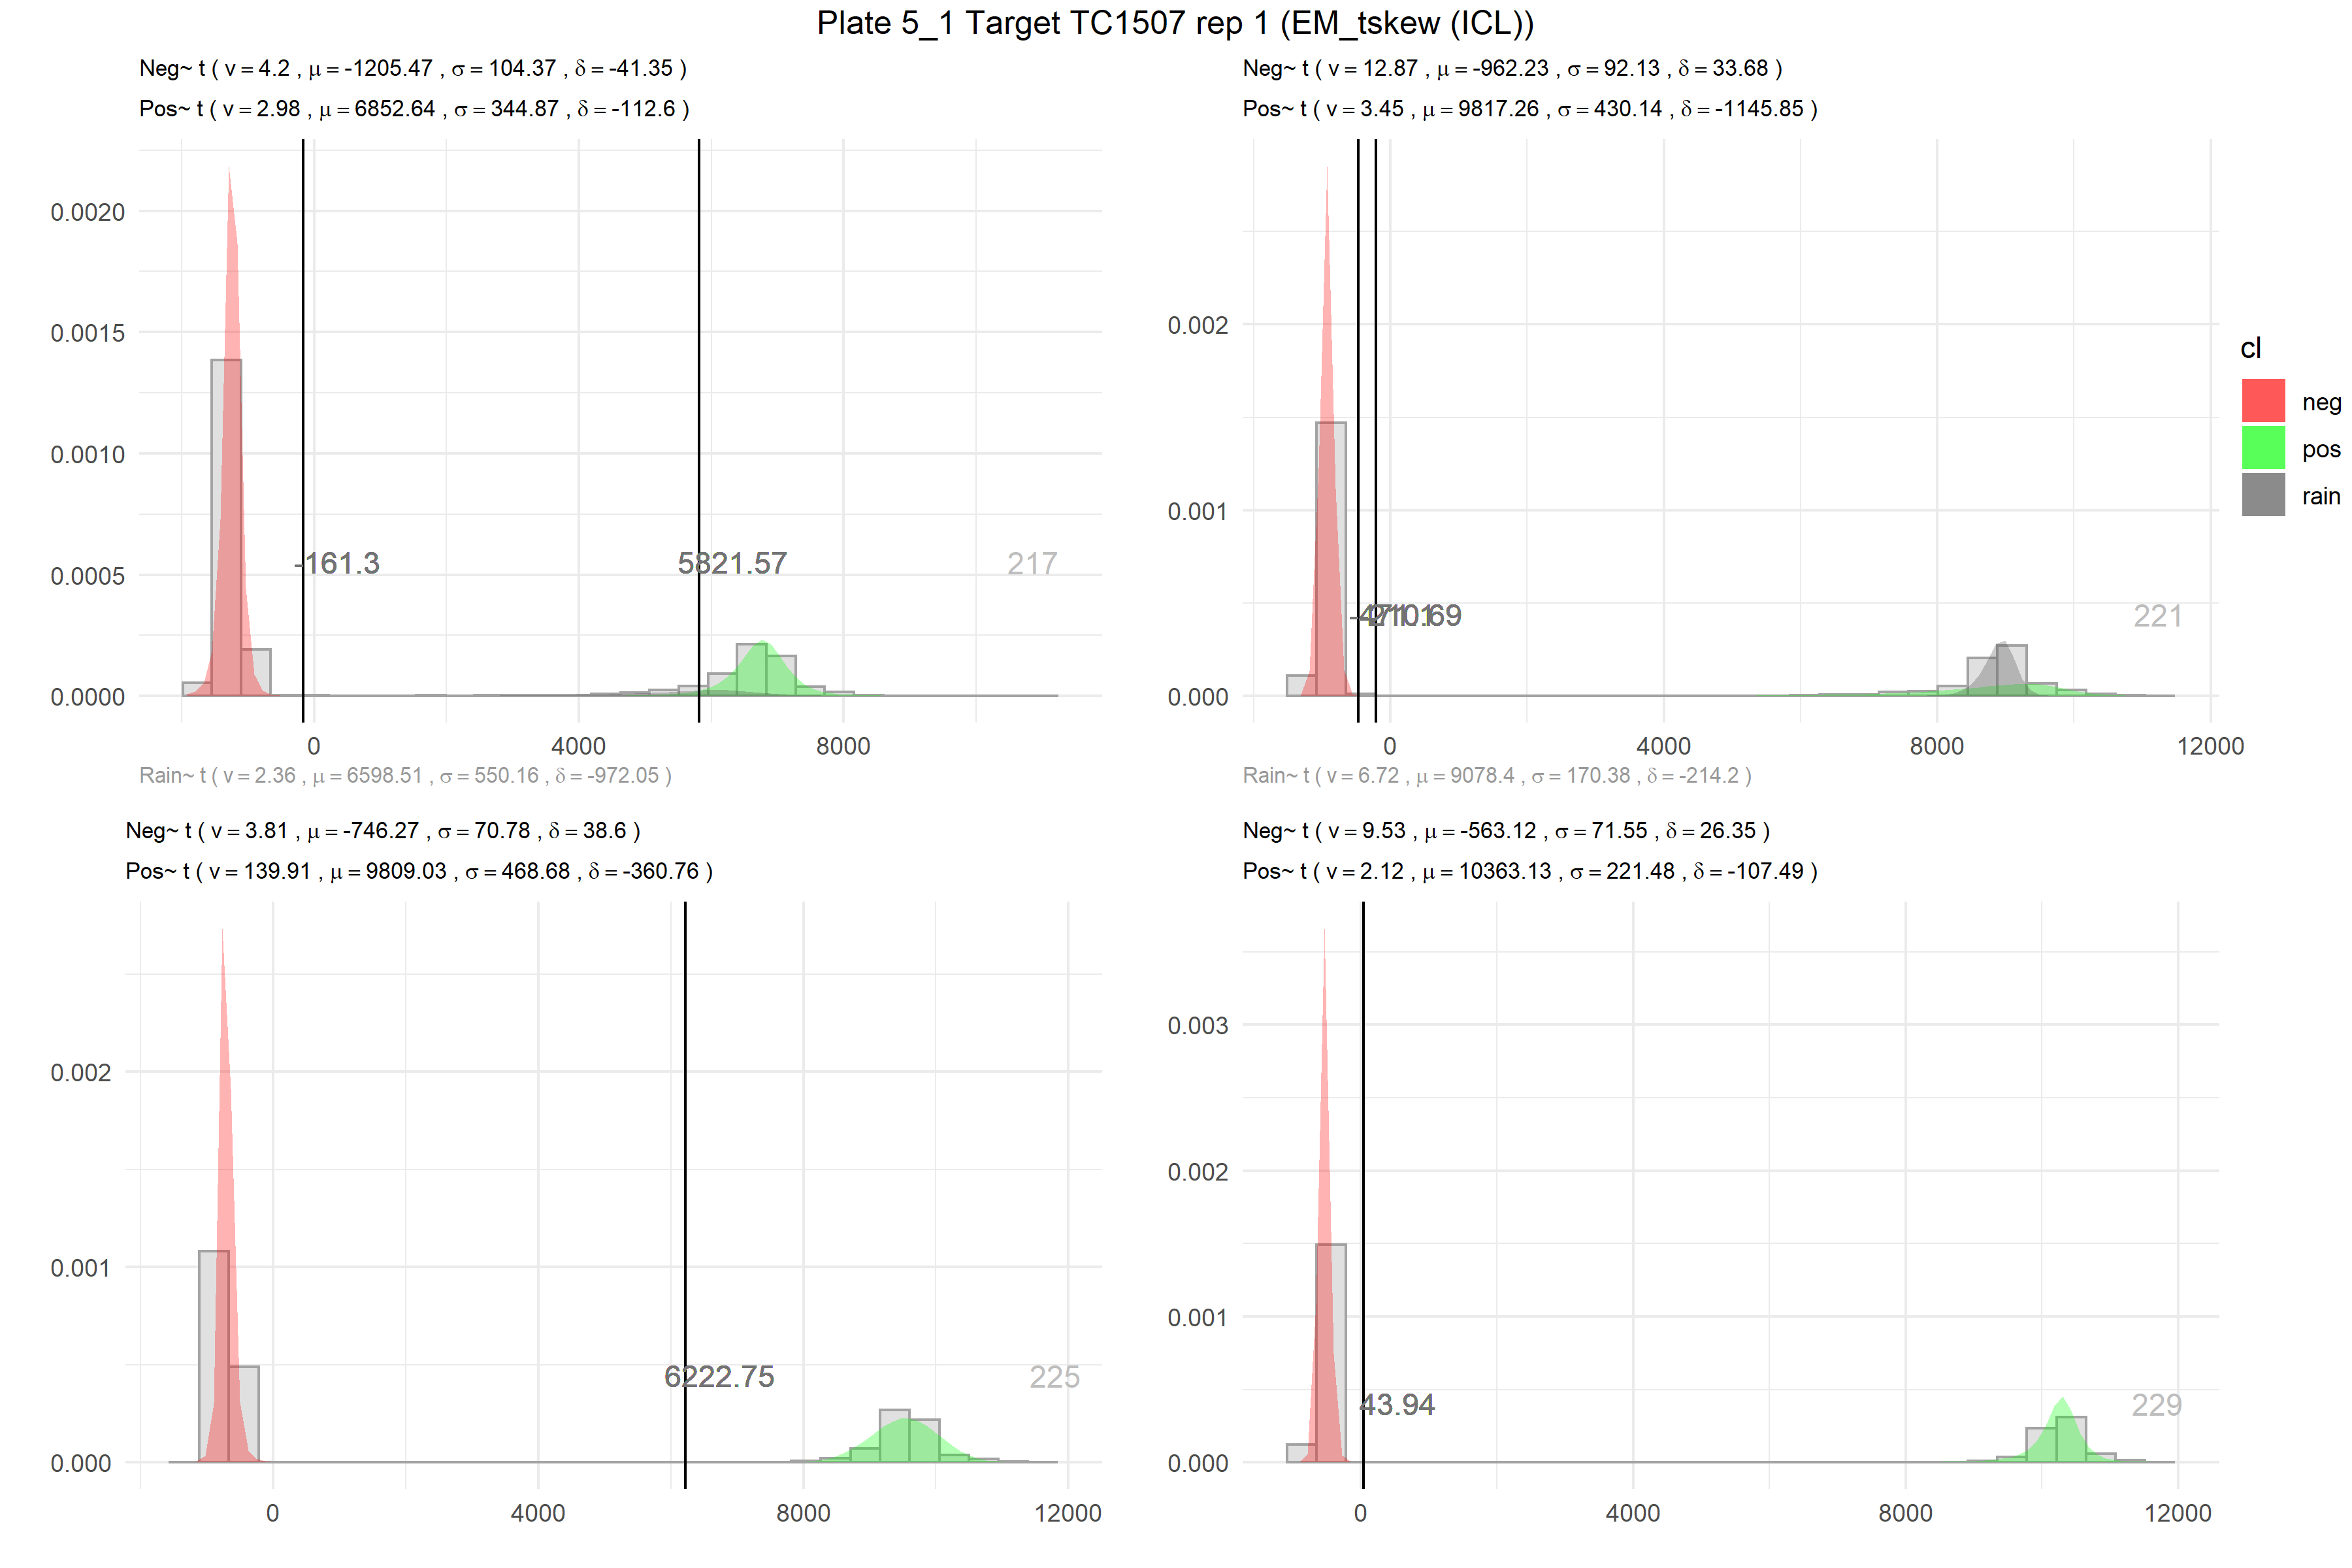 Plate 5_1 Target TC1507 rep 1 (EM_tskew (ICL))
Neg~ t ( v = 4.2 , μ = -1205.47 , σ = 104.37 , δ = -41.35 )
Pos~ t ( v = 2.98 , μ = 6852.64 , σ = 344.87 , δ = -112.6 )
0.0020
0.0015
0.0010
0.0005
0.0000
-161.3
5821.57
217
0
4000
8000
Rain~ t ( v = 2.36 , μ = 6598.51 , σ = 550.16 , δ = -972.05 )
Neg~ t ( v = 12.87 , μ = -962.23 , σ = 92.13 , δ = 33.68 )
Pos~ t ( v = 3.45 , μ = 9817.26 , σ = 430.14 , δ = -1145.85 )
0.002
0.001
0.000
221
0
4000
8000
12000
Rain~ t ( v = 6.72 , μ = 9078.4 , σ = 170.38 , δ = -214.2 )
cl
neg
pos
rain
Neg~ t ( v = 3.81 , μ = -746.27 , σ = 70.78 , δ = 38.6 )
Pos~ t ( v = 139.91 , μ = 9809.03 , σ = 468.68 , δ = -360.76 )
0.002
0.001
0.000
6222.75
225
0
4000
8000
12000
Neg~ t ( v = 9.53 , μ = -563.12 , σ = 71.55 , δ = 26.35 )
Pos~ t ( v = 2.12 , μ = 10363.13 , σ = 221.48 , δ = -107.49 )
0.003
0.002
0.001
0.000
43.94
229
0
4000
8000
12000